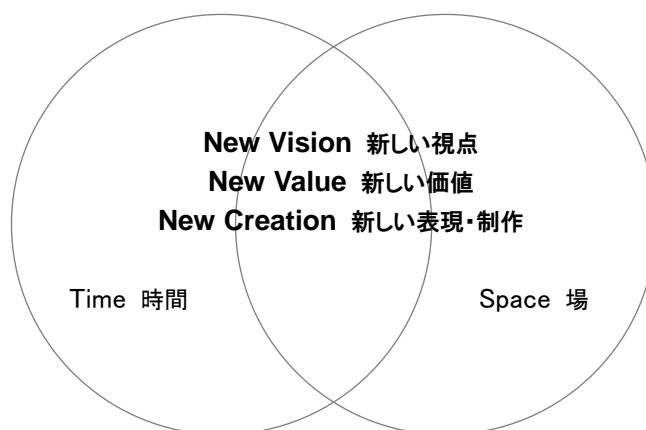 New Vision 新しい視点
New Value 新しい価値
New Creation 新しい表現・制作
Time 時間
Space 場